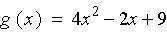 g (x) = 4x² − 2x + 9